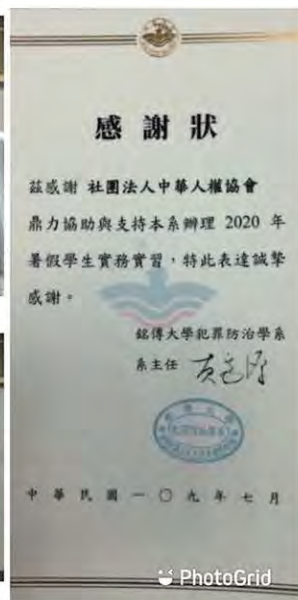 感謝狀
茲感謝 社團法人中華人權協會
鼎力協助與支持本系辦理 2020 年
暑假學生實務實習,特此表達誠摯
感謝。
銘傳大學犯罪防治學系
系主任
中華民國一〇九年七月
PhotoGrid